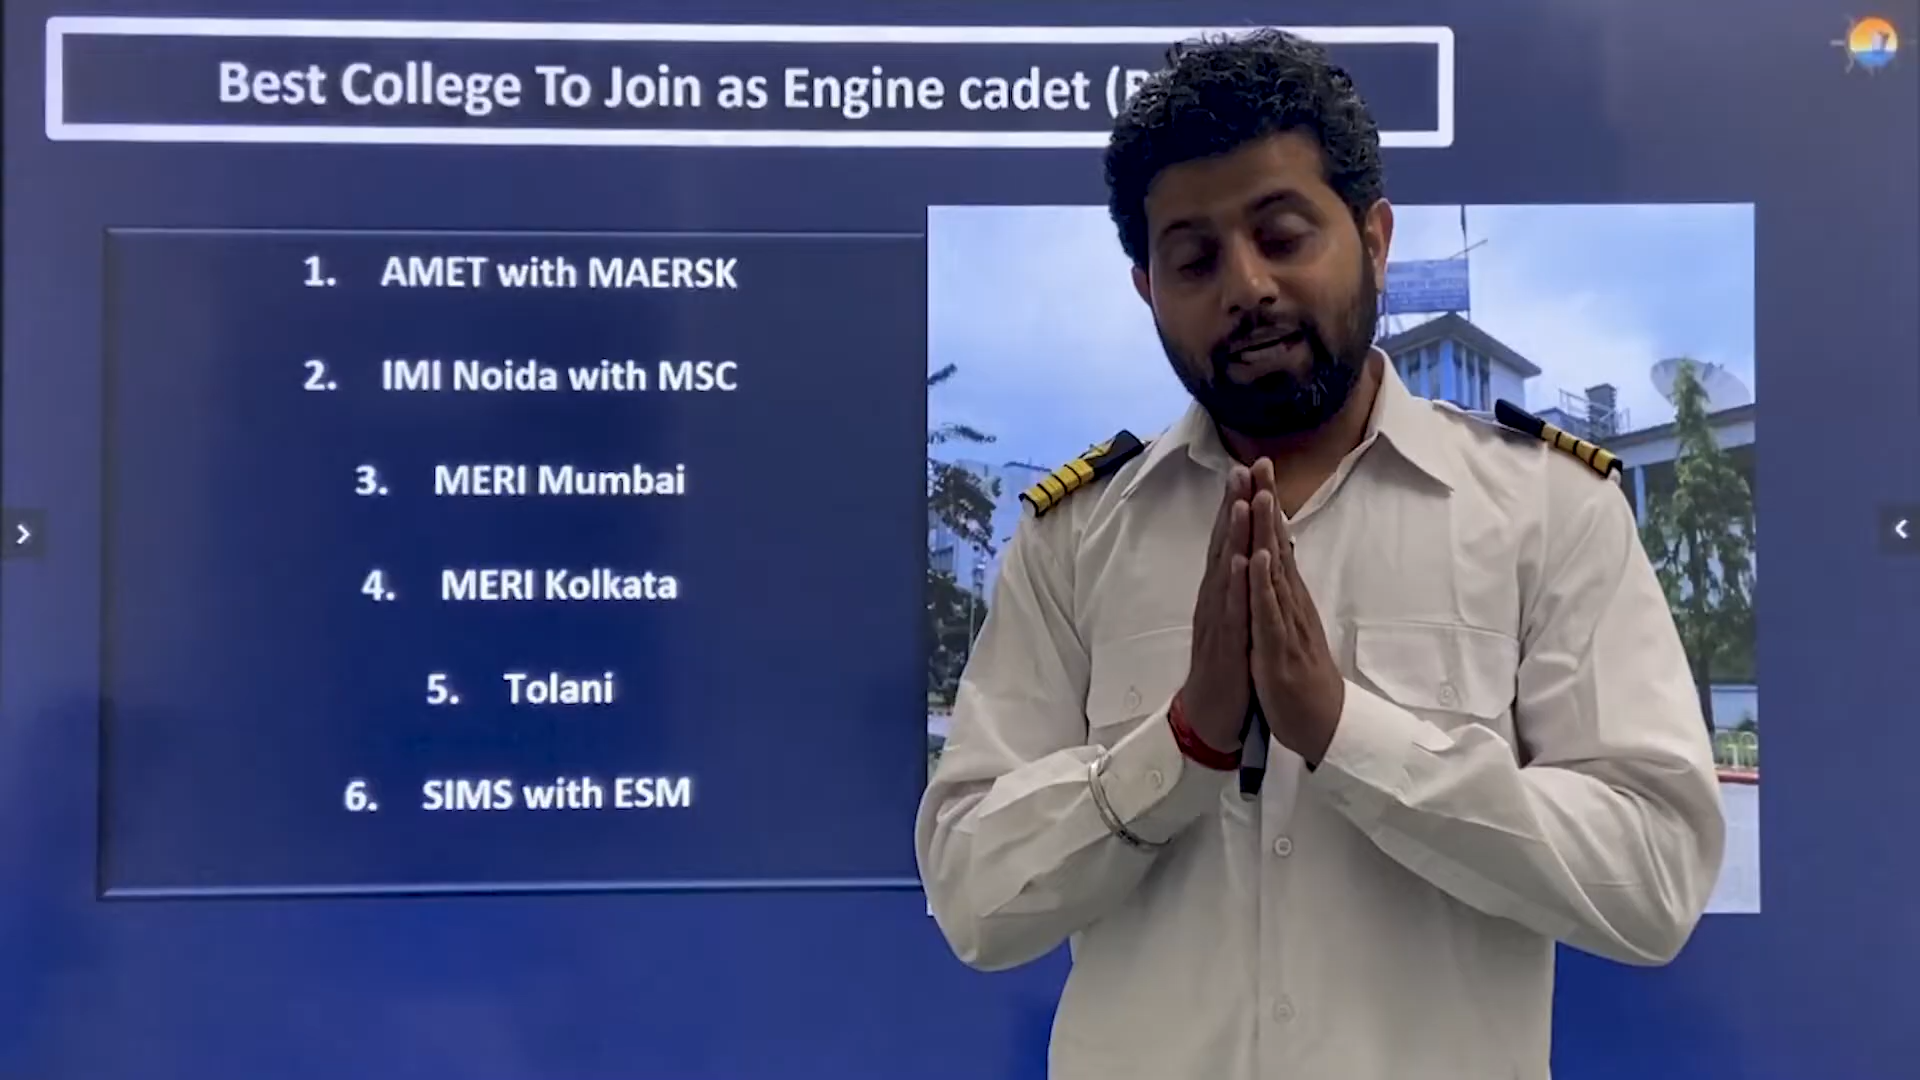 Best College To Join as Engine cadet (
1. AMET with MAERSK
2. IMI Noida with MSC
3. MERI Mumbai
4. MERI Kolkata
5. Tolani
6. SIMS with ESM